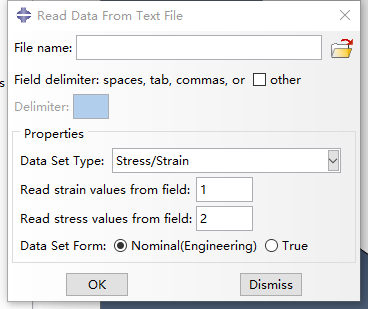 Read Data From Text File
File name:
Field delimiter: spaces, tab, commas, or other
Delimiter:
Properties
Data Set Type: Stress/Strain
Read strain values from field: 1
Read stress values from field: 2
Data Set Form: Nominal(Engineering) True
OK Dismiss